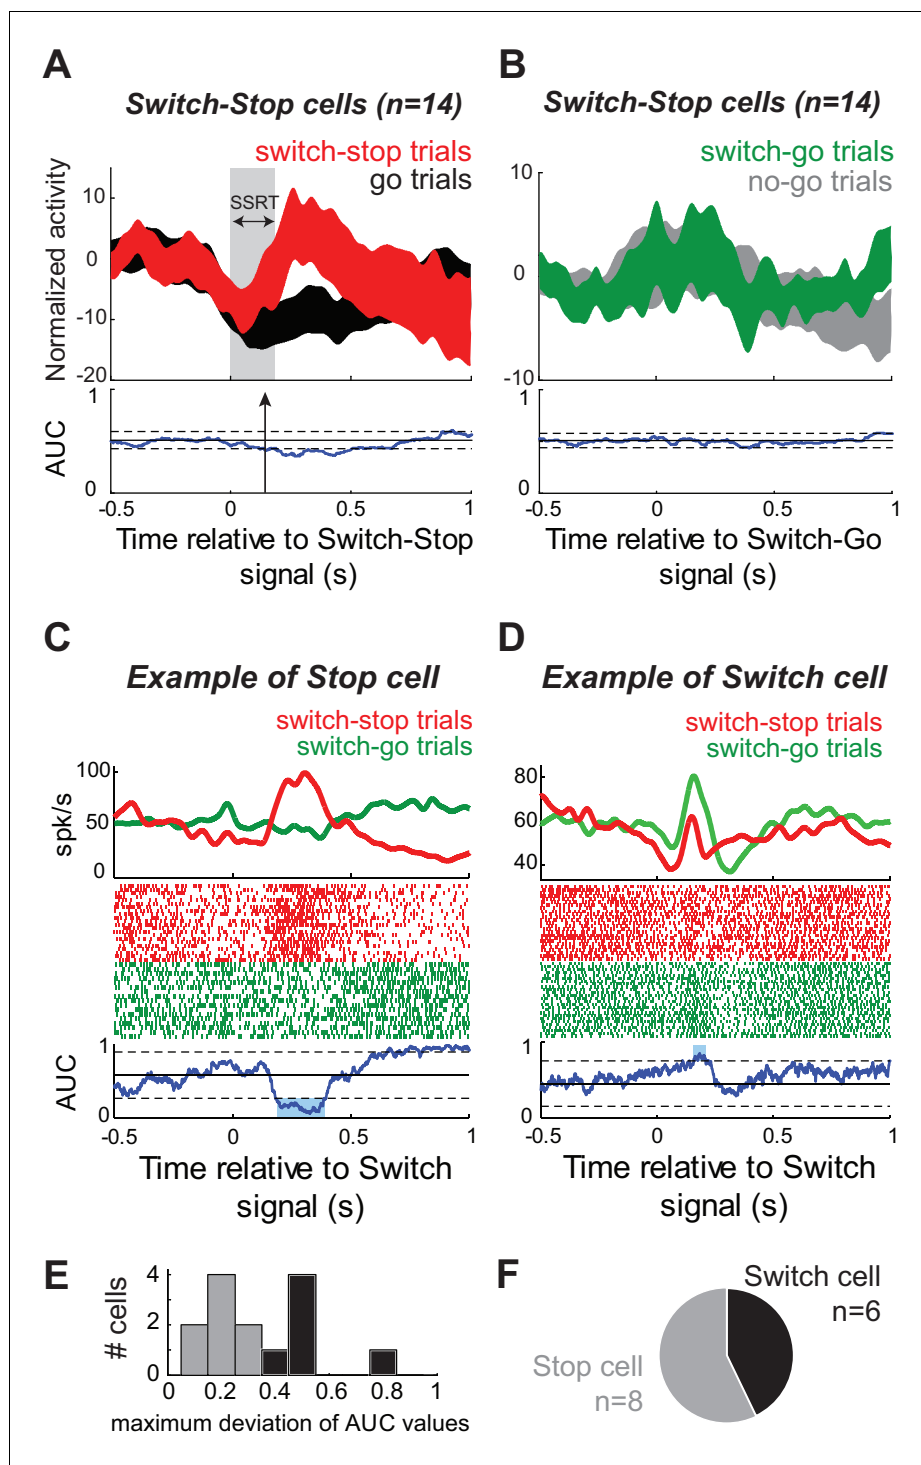 A
Switch-Stop cells (n=14)
switch-stop trials
go trials
SSRT
Normalized activity
10
0
-10
-20
AUC
1
0
-0.5
0
0.5
1
Time relative to Switch-Stop
signal (s)
B
Switch-Stop cells (n=14)
switch-go trials
no-go trials
10
0
-10
1
0
-0.5
0
0.5
1
Time relative to Switch-Go
signal (s)
C
Example of Stop cell
switch-stop trials
switch-go trials
spk/s
100
50
0
AUC
1
0
-0.5
0
0.5
1
Time relative to Switch
signal (s)
D
Example of Switch cell
switch-stop trials
switch-go trials
80
60
40
1
0
-0.5
0
0.5
1
Time relative to Switch
signal (s)
E
# cells
4
2
0
0 0.2 0.4 0.6 0.8 1
maximum deviation of AUC values
F
Switch cell
n=6
Stop cell
n=8